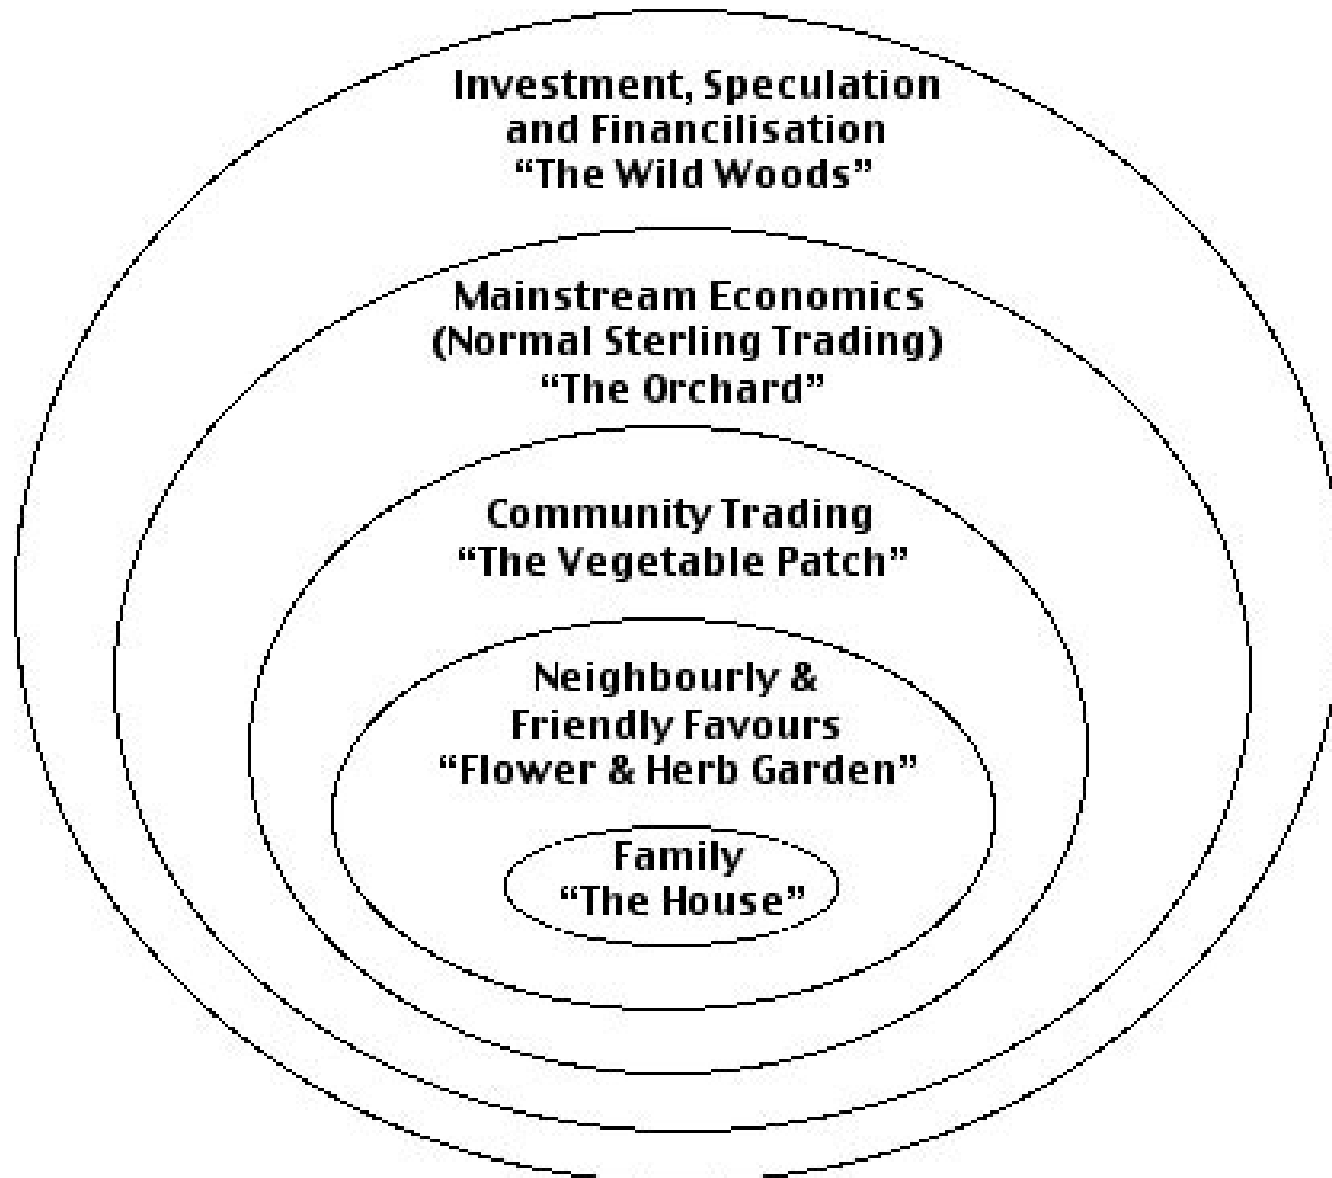 Investment, Speculation
and Financilisation
“The Wild Woods”
Mainstream Economics
(Normal Sterling Trading)
“The Orchard”
Community Trading
“The Vegetable Patch”
Neighbourly &
Friendly Favours
“Flower & Herb Garden”
Family
“The House”